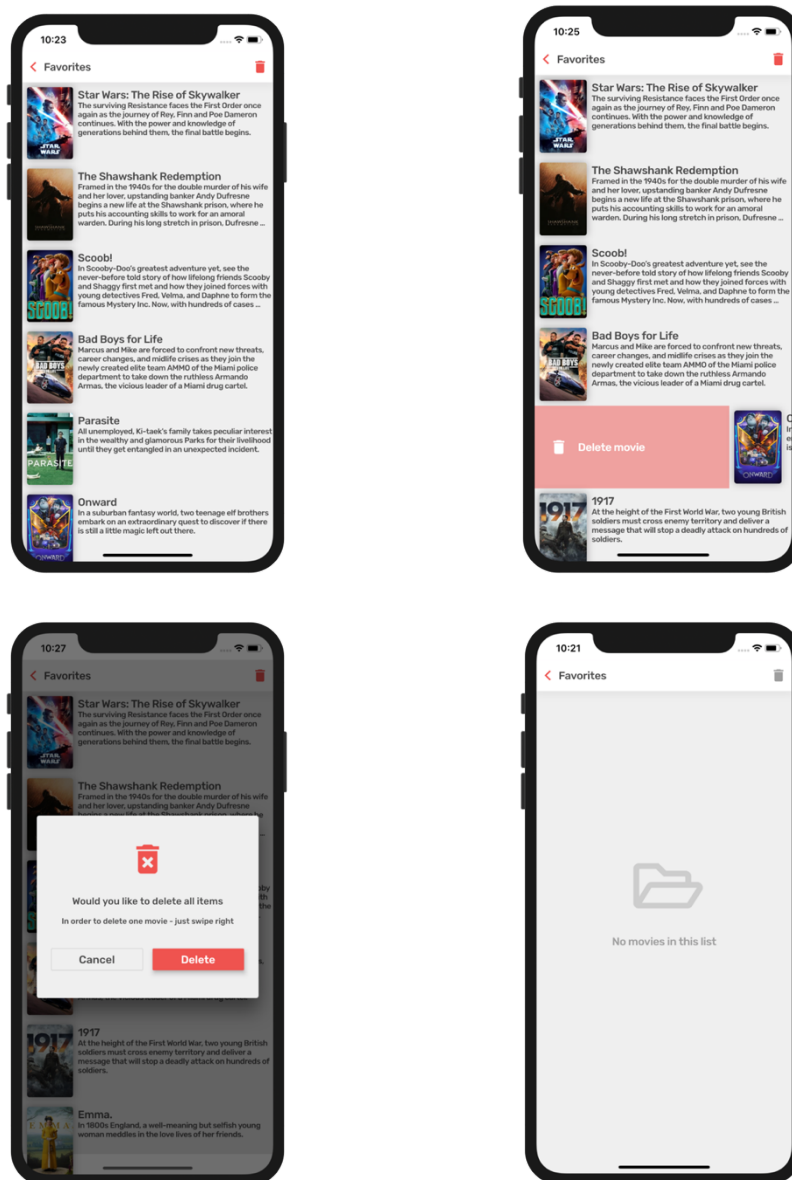 10:23
Favorites
Star Wars: The Rise of Skywalker
The surviving Resistance faces the First Order once
again as the journey of Rey, Finn and Poe Dameron
continues. With the power and knowledge of
generations behind them, the final battle begins.
STAR
WARS
The Shawshank Redemption
Framed in the 1940s for the double murder of his wife
and her lover, upstanding banker Andy Dufresne
begins a new life at the Shawshank prison, where he
puts his accounting skills to work for an amoral
warden. During his long stretch in prison, Dufresne ...
Scoob!
In Scooby-Doo's greatest adventure yet, see the
never-before told story of how lifelong friends Scooby
and Shaggy first met and how they joined forces with
young detectives Fred, Velma, and Daphne to form the
famous Mystery Inc. Now, with hundreds of cases ...
SCOOB!
Bad Boys for Life
Marcus and Mike are forced to confront new threats,
career changes, and midlife crises as they join the
newly created elite team AMMO of the Miami police
department to take down the ruthless Armando
Armas, the vicious leader of a Miami drug cartel.
BAD BOYS
Parasite
All unemployed, Ki-taek's family takes peculiar interest
in the wealthy and glamorous Parks for their livelihood
until they get entangled in an unexpected incident.
PARASITE
Onward
In a suburban fantasy world, two teenage elf brothers
embark on an extraordinary quest to discover if there
is still a little magic left out there.
ONWARD
10:25
Favorites
Star Wars: The Rise of Skywalker
The surviving Resistance faces the First Order once
again as the journey of Rey, Finn and Poe Dameron
continues. With the power and knowledge of
generations behind them, the final battle begins.
STAR
WARS
The Shawshank Redemption
Framed in the 1940s for the double murder of his wife
and her lover, upstanding banker Andy Dufresne
begins a new life at the Shawshank prison, where he
puts his accounting skills to work for an amoral
warden. During his long stretch in prison, Dufresne ...
Scoob!
In Scooby-Doo's greatest adventure yet, see the
never-before told story of how lifelong friends Scooby
and Shaggy first met and how they joined forces with
young detectives Fred, Velma, and Daphne to form the
famous Mystery Inc. Now, with hundreds of cases ...
SCOOB!
Bad Boys for Life
Marcus and Mike are forced to confront new threats,
career changes, and midlife crises as they join the
newly created elite team AMMO of the Miami police
department to take down the ruthless Armando
Armas, the vicious leader of a Miami drug cartel.
BAD BOYS
Delete movie
ONWARD
1917
1917
At the height of the First World War, two young British
soldiers must cross enemy territory and deliver a
message that will stop a deadly attack on hundreds of
soldiers.
10:27
Favorites
Star Wars: The Rise of Skywalker
The surviving Resistance faces the First Order once
again as the journey of Rey, Finn and Poe Dameron
continues. With the power and knowledge of
generations behind them, the final battle begins.
STAR
WARS
The Shawshank Redemption
Framed in the 1940s for the double murder of his wife
and her lover, upstanding banker Andy Dufresne
begins a new life at the Shawshank prison, where he
Would you like to delete all items
In order to delete one movie - just swipe right
Cancel
Delete
1917
1917
At the height of the First World War, two young British
soldiers must cross enemy territory and deliver a
message that will stop a deadly attack on hundreds of
soldiers.
Emma.
In 1800s England, a well-meaning but selfish young
woman meddles in the love lives of her friends.
EMMA
10:21
Favorites
No movies in this list